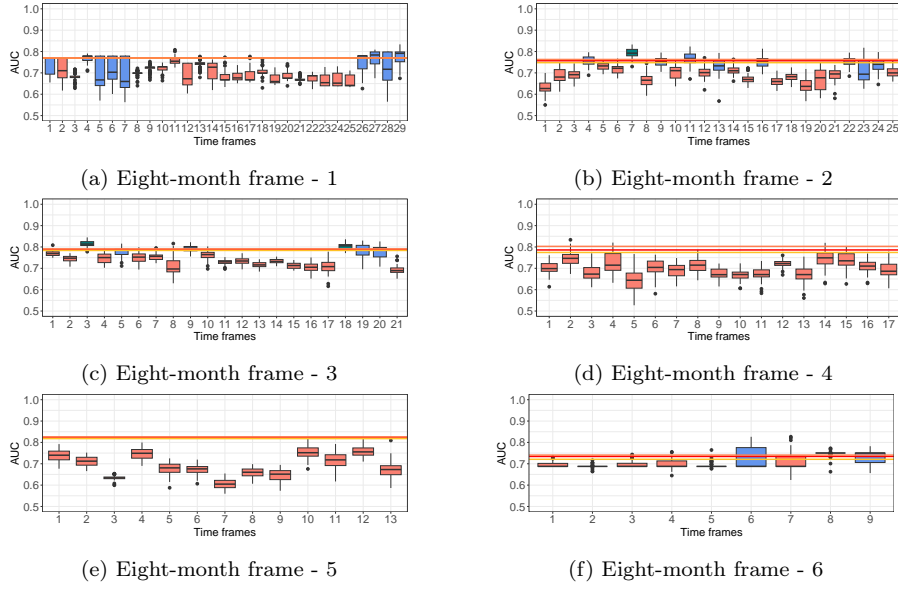 1.0
0.9
0.8
0.7
0.6
0.5
AUC
1 2 3 4 5 6 7 8 9 10 11 12 13 14 15 16 17 18 19 20 21 22 23 24 25 26 27 28 29
Time frames
(a) Eight-month frame - 1
1.0
0.9
0.8
0.7
0.6
0.5
AUC
1 2 3 4 5 6 7 8 9 10 11 12 13 14 15 16 17 18 19 20 21 22 23 24 25
Time frames
(b) Eight-month frame - 2
1.0
0.9
0.8
0.7
0.6
0.5
AUC
1 2 3 4 5 6 7 8 9 10 11 12 13 14 15 16 17 18 19 20 21
Time frames
(c) Eight-month frame - 3
1.0
0.9
0.8
0.7
0.6
0.5
AUC
1 2 3 4 5 6 7 8 9 10 11 12 13 14 15 16 17
Time frames
(d) Eight-month frame - 4
1.0
0.9
0.8
0.7
0.6
0.5
AUC
1 2 3 4 5 6 7 8 9 10 11 12 13
Time frames
(e) Eight-month frame - 5
1.0
0.9
0.8
0.7
0.6
0.5
AUC
1 2 3 4 5 6 7 8 9
Time frames
(f) Eight-month frame - 6